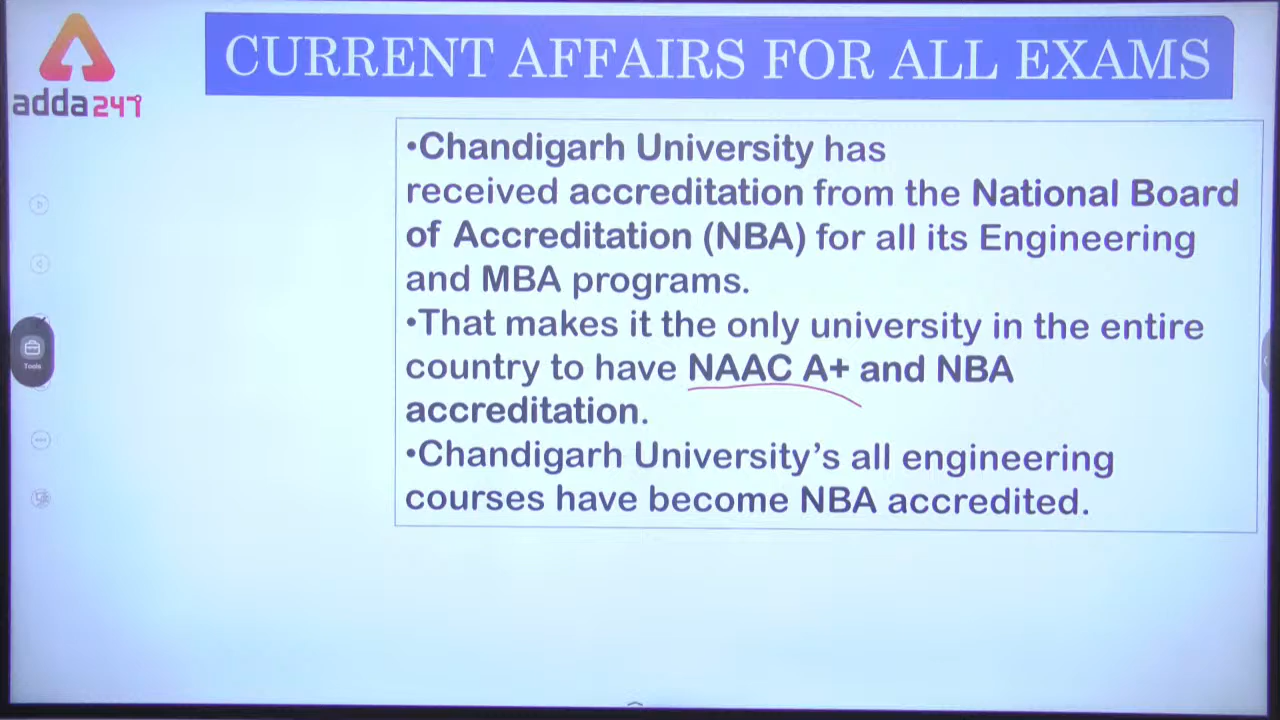 CURRENT AFFAIRS FOR ALL EXAMS
adda247
•Chandigarh University has
received accreditation from the National Board
of Accreditation (NBA) for all its Engineering
and MBA programs.
•That makes it the only university in the entire
country to have NAAC A+ and NBA
accreditation.
•Chandigarh University's all engineering
courses have become NBA accredited.
Tools